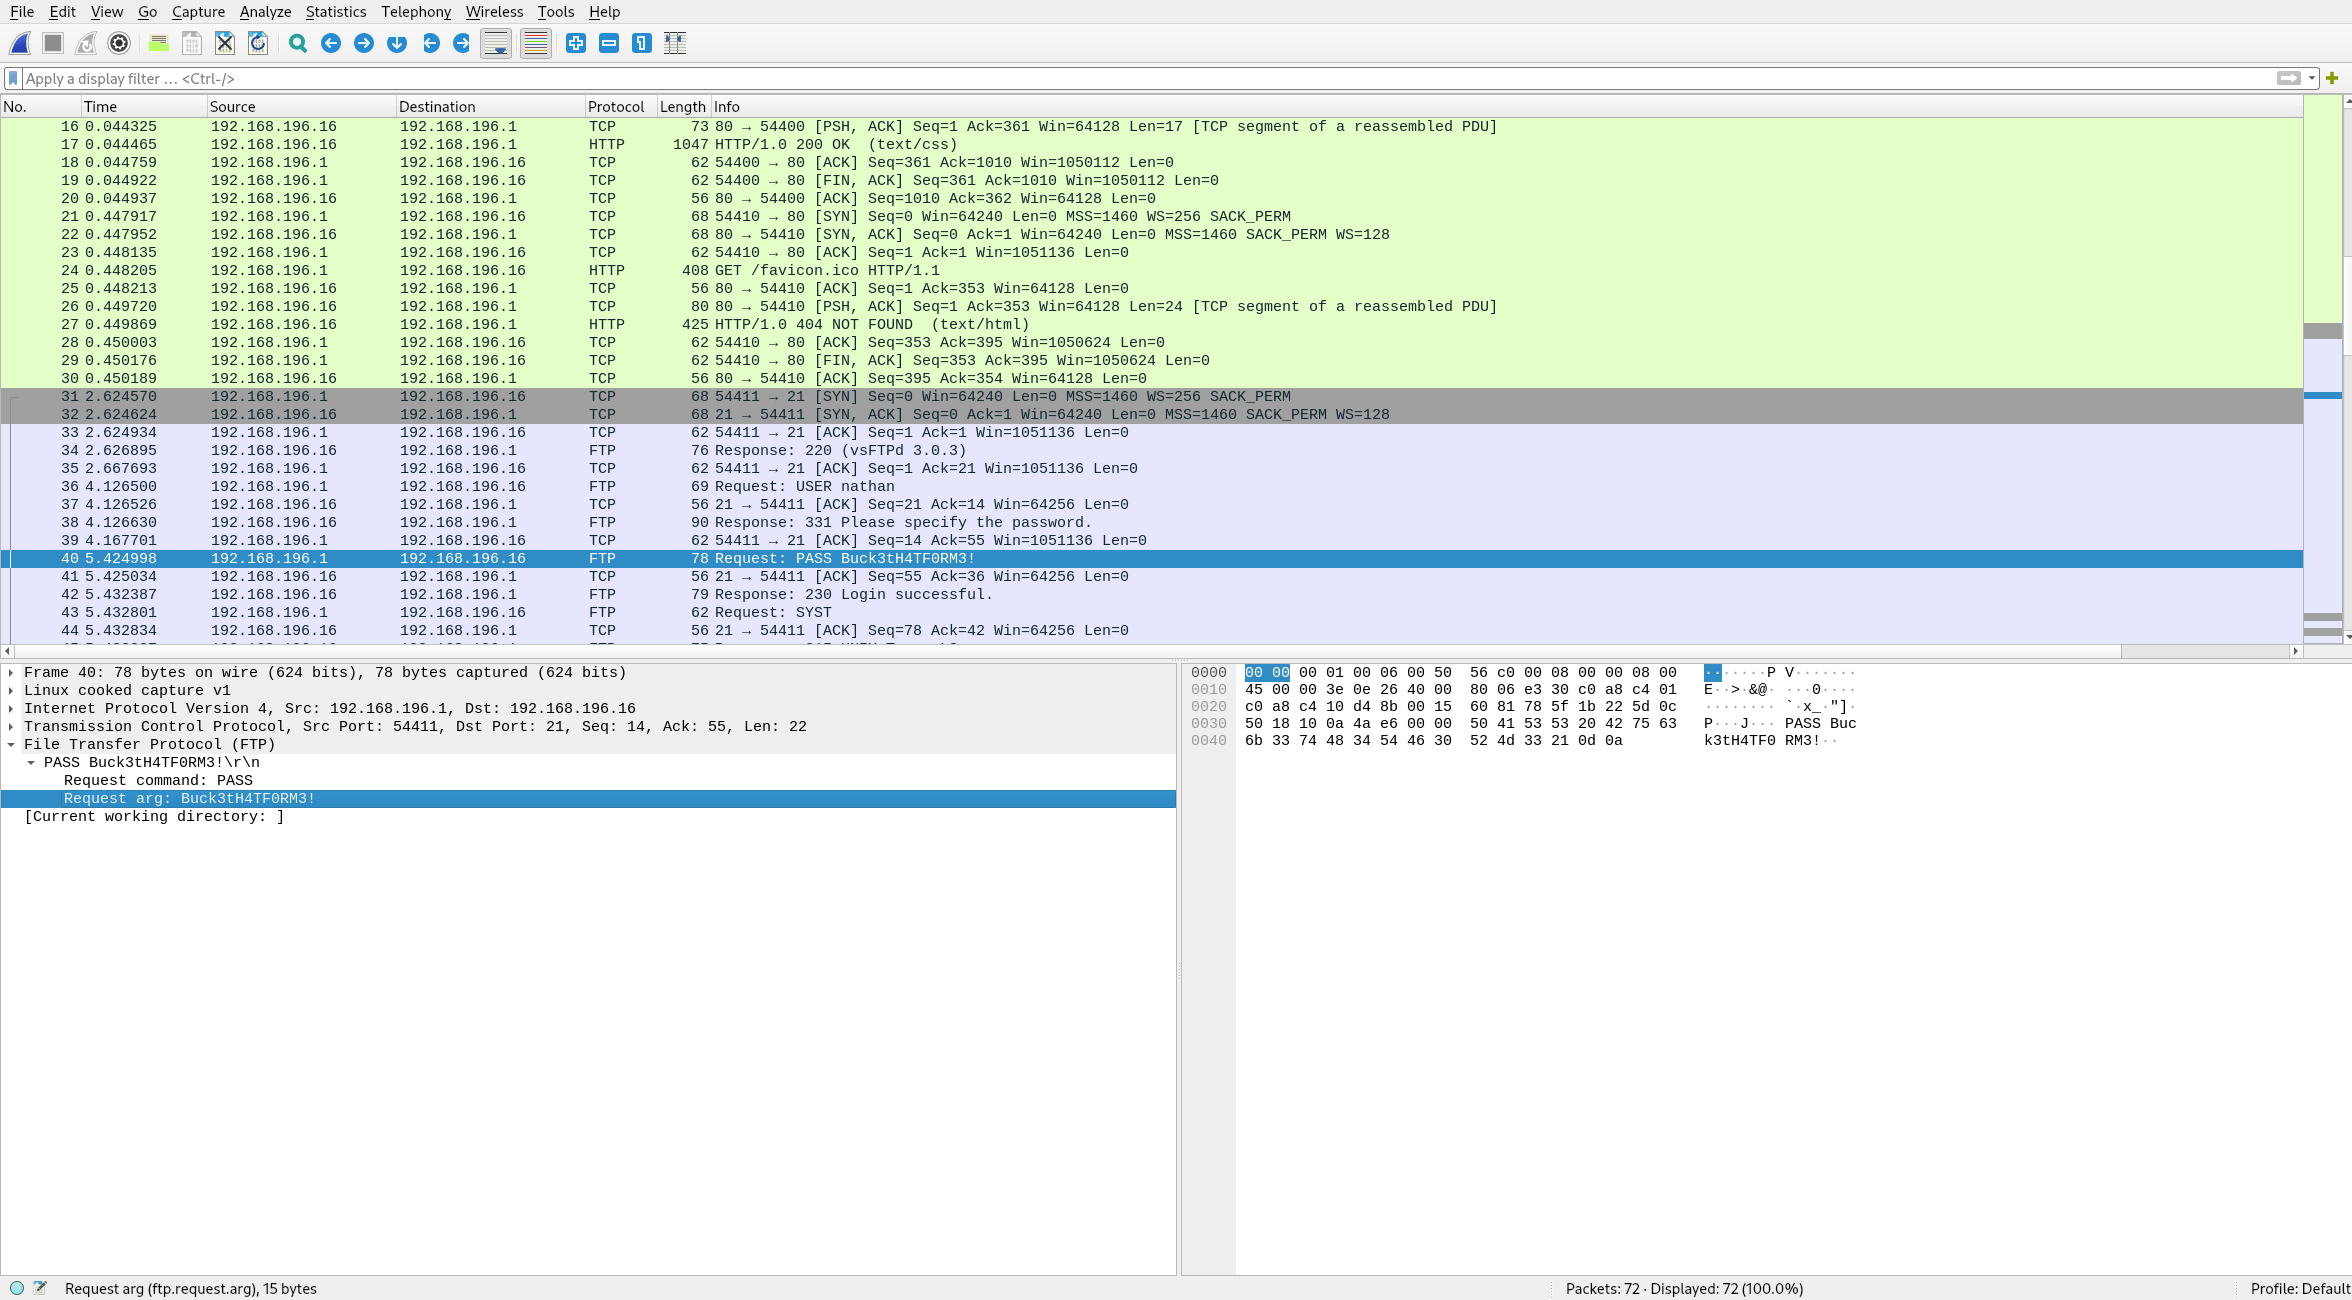 File Edit View Go Capture Analyze Statistics Telephony Wireless Tools Help
Apply a display filter … <Ctrl-/>
No. Time Source Destination Protocol Length Info
16 0.044325 192.168.196.16 192.168.196.1 TCP 73 80 → 54400 [PSH, ACK] Seq=1 Ack=361 Win=64128 Len=17 [TCP segment of a reassembled PDU]
17 0.044465 192.168.196.16 192.168.196.1 HTTP 1047 HTTP/1.0 200 OK  (text/css)
18 0.044759 192.168.196.1 192.168.196.16 TCP 62 54400 → 80 [ACK] Seq=361 Ack=1010 Win=1050112 Len=0
19 0.044922 192.168.196.1 192.168.196.16 TCP 62 54400 → 80 [FIN, ACK] Seq=361 Ack=1010 Win=1050112 Len=0
20 0.044937 192.168.196.16 192.168.196.1 TCP 56 80 → 54400 [ACK] Seq=1010 Ack=362 Win=64128 Len=0
21 0.447917 192.168.196.1 192.168.196.16 TCP 68 54410 → 80 [SYN] Seq=0 Win=64240 Len=0 MSS=1460 WS=256 SACK_PERM
22 0.447952 192.168.196.16 192.168.196.1 TCP 68 80 → 54410 [SYN, ACK] Seq=0 Ack=1 Win=64240 Len=0 MSS=1460 SACK_PERM WS=128
23 0.448135 192.168.196.1 192.168.196.16 TCP 62 54410 → 80 [ACK] Seq=1 Ack=1 Win=1051136 Len=0
24 0.448205 192.168.196.1 192.168.196.16 HTTP 408 GET /favicon.ico HTTP/1.1
25 0.448213 192.168.196.16 192.168.196.1 TCP 56 80 → 54410 [ACK] Seq=1 Ack=353 Win=64128 Len=0
26 0.449720 192.168.196.16 192.168.196.1 TCP 80 80 → 54410 [PSH, ACK] Seq=1 Ack=353 Win=64128 Len=24 [TCP segment of a reassembled PDU]
27 0.449869 192.168.196.16 192.168.196.1 HTTP 425 HTTP/1.0 404 NOT FOUND  (text/html)
28 0.450003 192.168.196.1 192.168.196.16 TCP 62 54410 → 80 [ACK] Seq=353 Ack=395 Win=1050624 Len=0
29 0.450176 192.168.196.1 192.168.196.16 TCP 62 54410 → 80 [FIN, ACK] Seq=353 Ack=395 Win=1050624 Len=0
30 0.450189 192.168.196.16 192.168.196.1 TCP 56 80 → 54410 [ACK] Seq=395 Ack=354 Win=64128 Len=0
31 2.624570 192.168.196.1 192.168.196.16 TCP 68 54411 → 21 [SYN] Seq=0 Win=64240 Len=0 MSS=1460 WS=256 SACK_PERM
32 2.624624 192.168.196.16 192.168.196.1 TCP 68 21 → 54411 [SYN, ACK] Seq=0 Ack=1 Win=64240 Len=0 MSS=1460 SACK_PERM WS=128
33 2.624934 192.168.196.1 192.168.196.16 TCP 62 54411 → 21 [ACK] Seq=1 Ack=1 Win=1051136 Len=0
34 2.626895 192.168.196.16 192.168.196.1 FTP 76 Response: 220 (vsFTPd 3.0.3)
35 2.667693 192.168.196.1 192.168.196.16 TCP 62 54411 → 21 [ACK] Seq=1 Ack=21 Win=1051136 Len=0
36 4.126500 192.168.196.1 192.168.196.16 FTP 69 Request: USER nathan
37 4.126526 192.168.196.16 192.168.196.1 TCP 56 21 → 54411 [ACK] Seq=21 Ack=14 Win=64256 Len=0
38 4.126630 192.168.196.16 192.168.196.1 FTP 90 Response: 331 Please specify the password.
39 4.167701 192.168.196.1 192.168.196.16 TCP 62 54411 → 21 [ACK] Seq=14 Ack=55 Win=1051136 Len=0
40 5.424998 192.168.196.1 192.168.196.16 FTP 78 Request: PASS Buck3tH4TF0RM3!
41 5.425034 192.168.196.16 192.168.196.1 TCP 56 21 → 54411 [ACK] Seq=55 Ack=36 Win=64256 Len=0
42 5.432387 192.168.196.16 192.168.196.1 FTP 79 Response: 230 Login successful.
43 5.432801 192.168.196.1 192.168.196.16 FTP 62 Request: SYST
44 5.432834 192.168.196.16 192.168.196.1 TCP 56 21 → 54411 [ACK] Seq=78 Ack=42 Win=64256 Len=0
Frame 40: 78 bytes on wire (624 bits), 78 bytes captured (624 bits)
Linux cooked capture v1
Internet Protocol Version 4, Src: 192.168.196.1, Dst: 192.168.196.16
Transmission Control Protocol, Src Port: 54411, Dst Port: 21, Seq: 14, Ack: 55, Len: 22
File Transfer Protocol (FTP)
PASS Buck3tH4TF0RM3!\r\n
Request command: PASS
Request arg: Buck3tH4TF0RM3!
[Current working directory: ]
0000 00 00 00 01 00 06 00 50 56 c0 00 08 00 00 08 00 ·······P V·······
0010 45 00 00 3e 0e 26 40 00 80 06 e3 30 c0 a8 c4 01 E··>·&@· ···0····
0020 c0 a8 c4 10 d4 8b 00 15 60 81 78 5f 1b 22 5d 0c ········ `·x_·"]·
0030 50 18 10 0a 4a e6 00 00 50 41 53 53 20 42 75 63 P···J··· PASS Buc
0040 6b 33 74 48 34 54 46 30 52 4d 33 21 0d 0a k3tH4TF0 RM3!··
Request arg (ftp.request.arg), 15 bytes
Packets: 72 · Displayed: 72 (100.0%)
Profile: Default